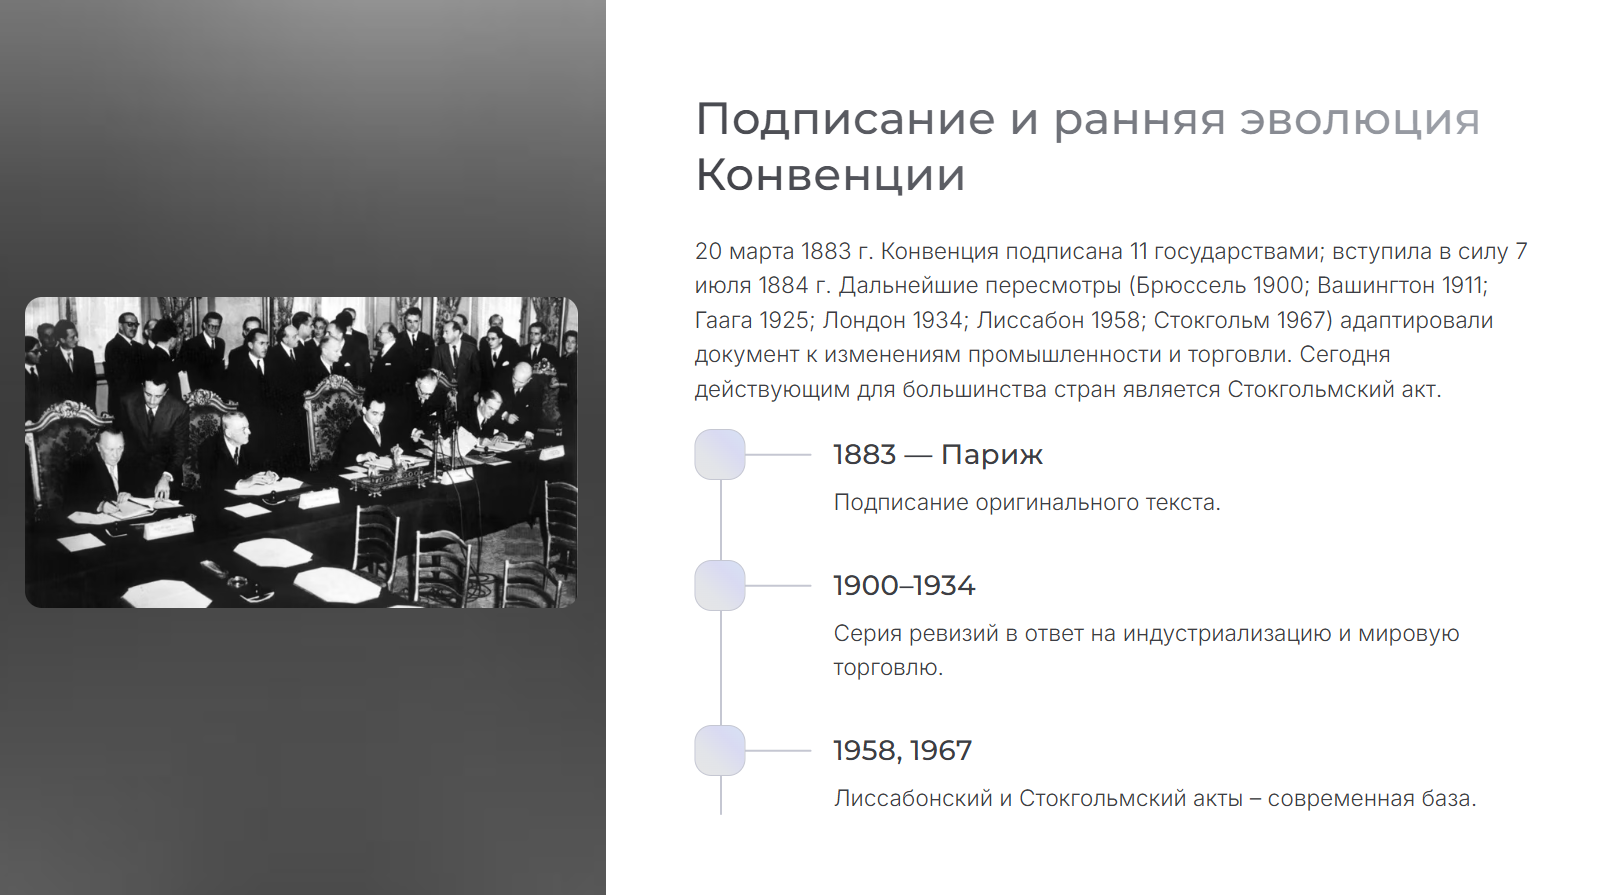 Подписание и ранняя эволюция
Конвенции
20 марта 1883 г. Конвенция подписана 11 государствами; вступила в силу 7
июля 1884 г. Дальнейшие пересмотры (Брюссель 1900; Вашингтон 1911;
Гаага 1925; Лондон 1934; Лиссабон 1958; Стокгольм 1967) адаптировали
документ к изменениям промышленности и торговли. Сегодня
действующим для большинства стран является Стокгольмский акт.
1883 — Париж
Подписание оригинального текста.
1900–1934
Серия ревизий в ответ на индустриализацию и мировую
торговлю.
1958, 1967
Лиссабонский и Стокгольмский акты – современная база.